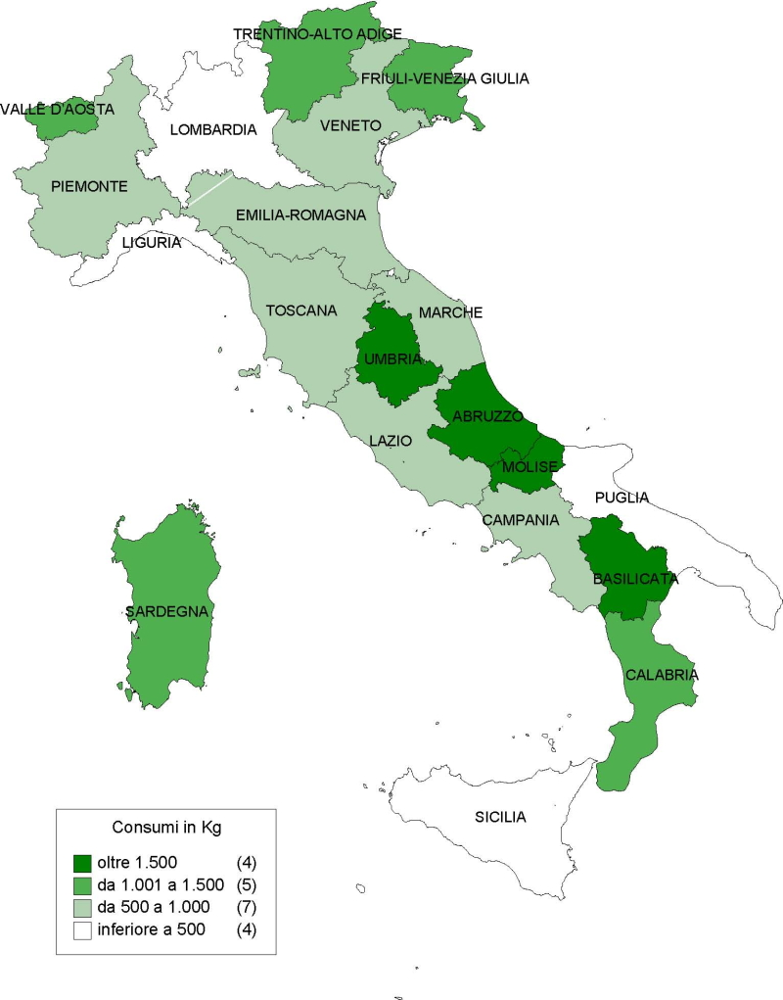 TRENTINO-ALTO ADIGE
FRIULI-VENEZIA GIULIA
VALLE D'AOSTA
LOMBARDIA
VENETO
PIEMONTE
EMILIA-ROMAGNA
LIGURIA
TOSCANA
MARCHE
UMBRIA
ABRUZZO
LAZIO
MOLISE
PUGLIA
CAMPANIA
BASILICATA
SARDEGNA
CALABRIA
SICILIA
Consumi in Kg
oltre 1.500 (4)
da 1.001 a 1.500 (5)
da 500 a 1.000 (7)
inferiore a 500 (4)